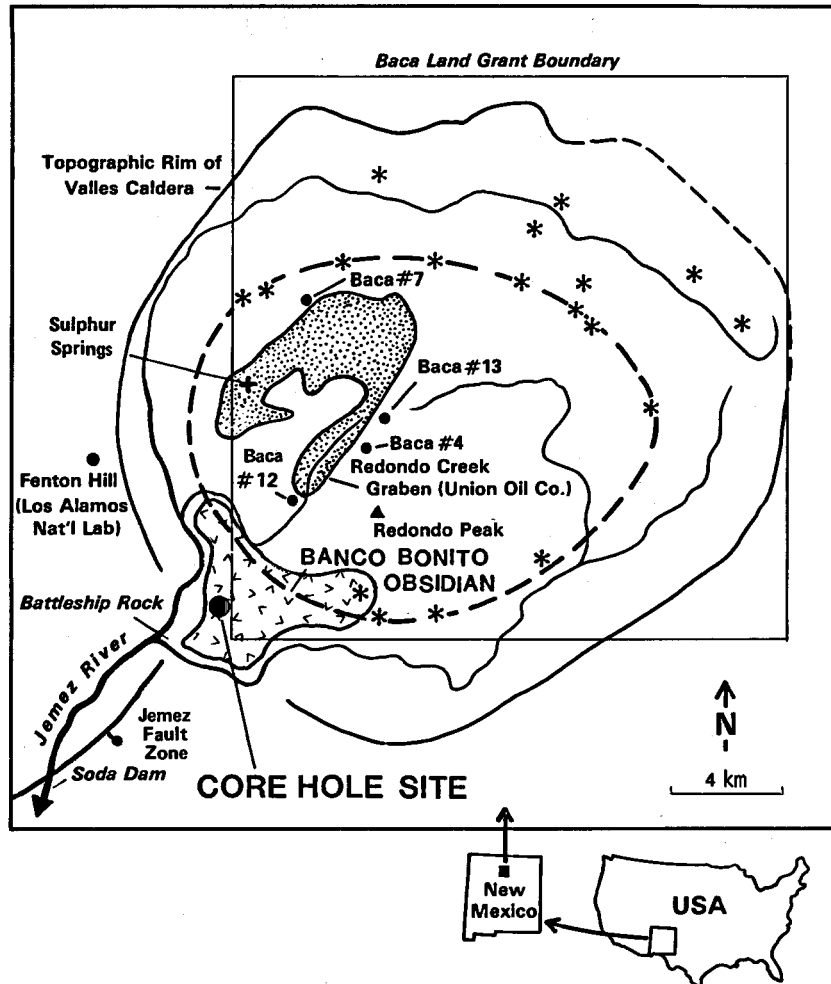 Baca Land Grant Boundary
Topographic Rim of
Valles Caldera
Baca #7
Sulphur
Springs
Baca #13
Baca #4
Baca
#12
Redondo Creek
Graben (Union Oil Co.)
Fenton Hill
(Los Alamos
Nat'l Lab)
Redondo Peak
BANCO BONITO
OBSIDIAN
Battleship Rock
Jemez River
Jemez
Fault
Zone
Soda Dam
CORE HOLE SITE
N
4 km
New
Mexico
USA